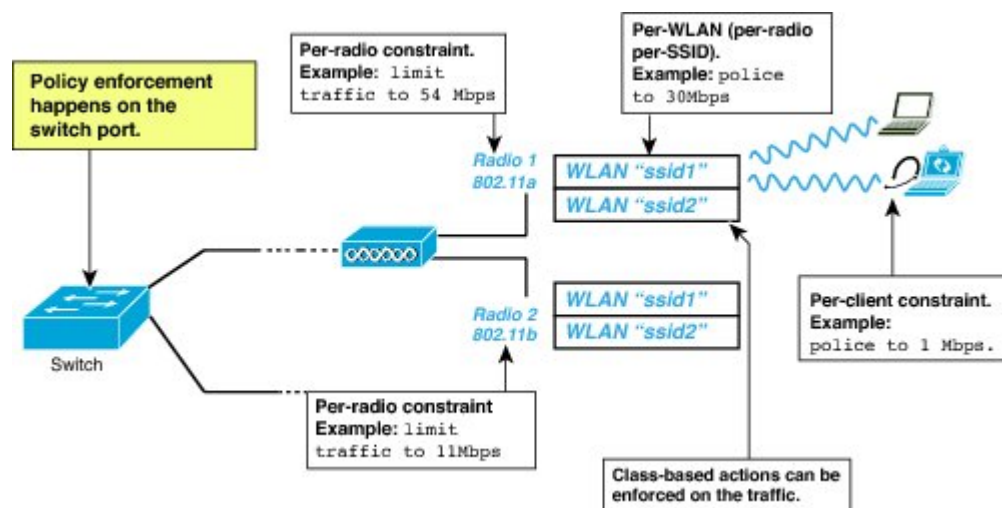 Policy enforcement
happens on the
switch port.
Per-radio constraint.
Example: limit
traffic to 54 Mbps
Per-WLAN (per-radio
per-SSID).
Example: police
to 30Mbps
Radio 1
802.11a
WLAN “ssid1”
WLAN “ssid2”
Radio 2
802.11b
WLAN “ssid1”
WLAN “ssid2”
Switch
Per-client constraint.
Example:
police to 1 Mbps.
Per-radio constraint
Example: limit
traffic to 11Mbps
Class-based actions can be
enforced on the traffic.